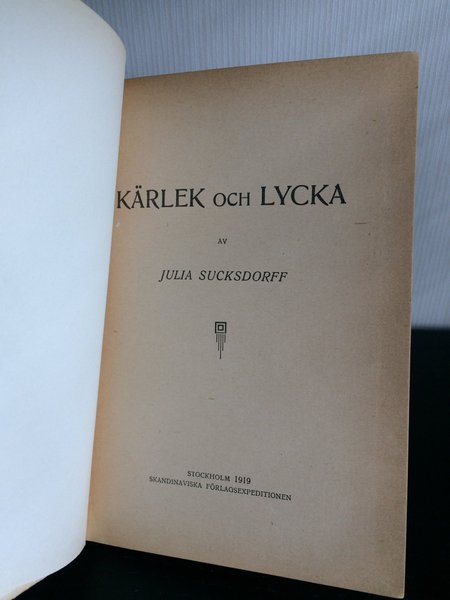 KÄRLEK OCH LYCKA
AV
JULIA SUCKSDORFF
STOCKHOLM 1919
SKANDINAVISKA FÖRLAGSEXPEDITIONEN